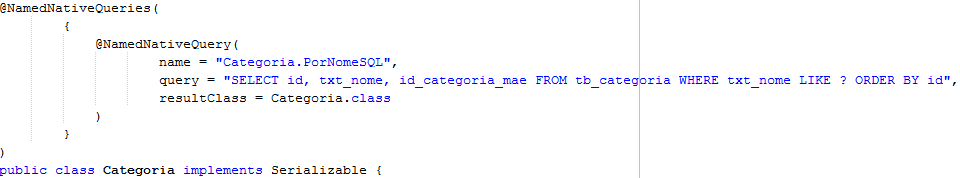 @NamedNativeQueries(
{
@NamedNativeQuery(
name = "Categoria.PorNomeSQL",
query = "SELECT id, txt_nome, id_categoria_mae FROM tb_categoria WHERE txt_nome LIKE ? ORDER BY id",
resultClass = Categoria.class
)
}
)
public class Categoria implements Serializable {